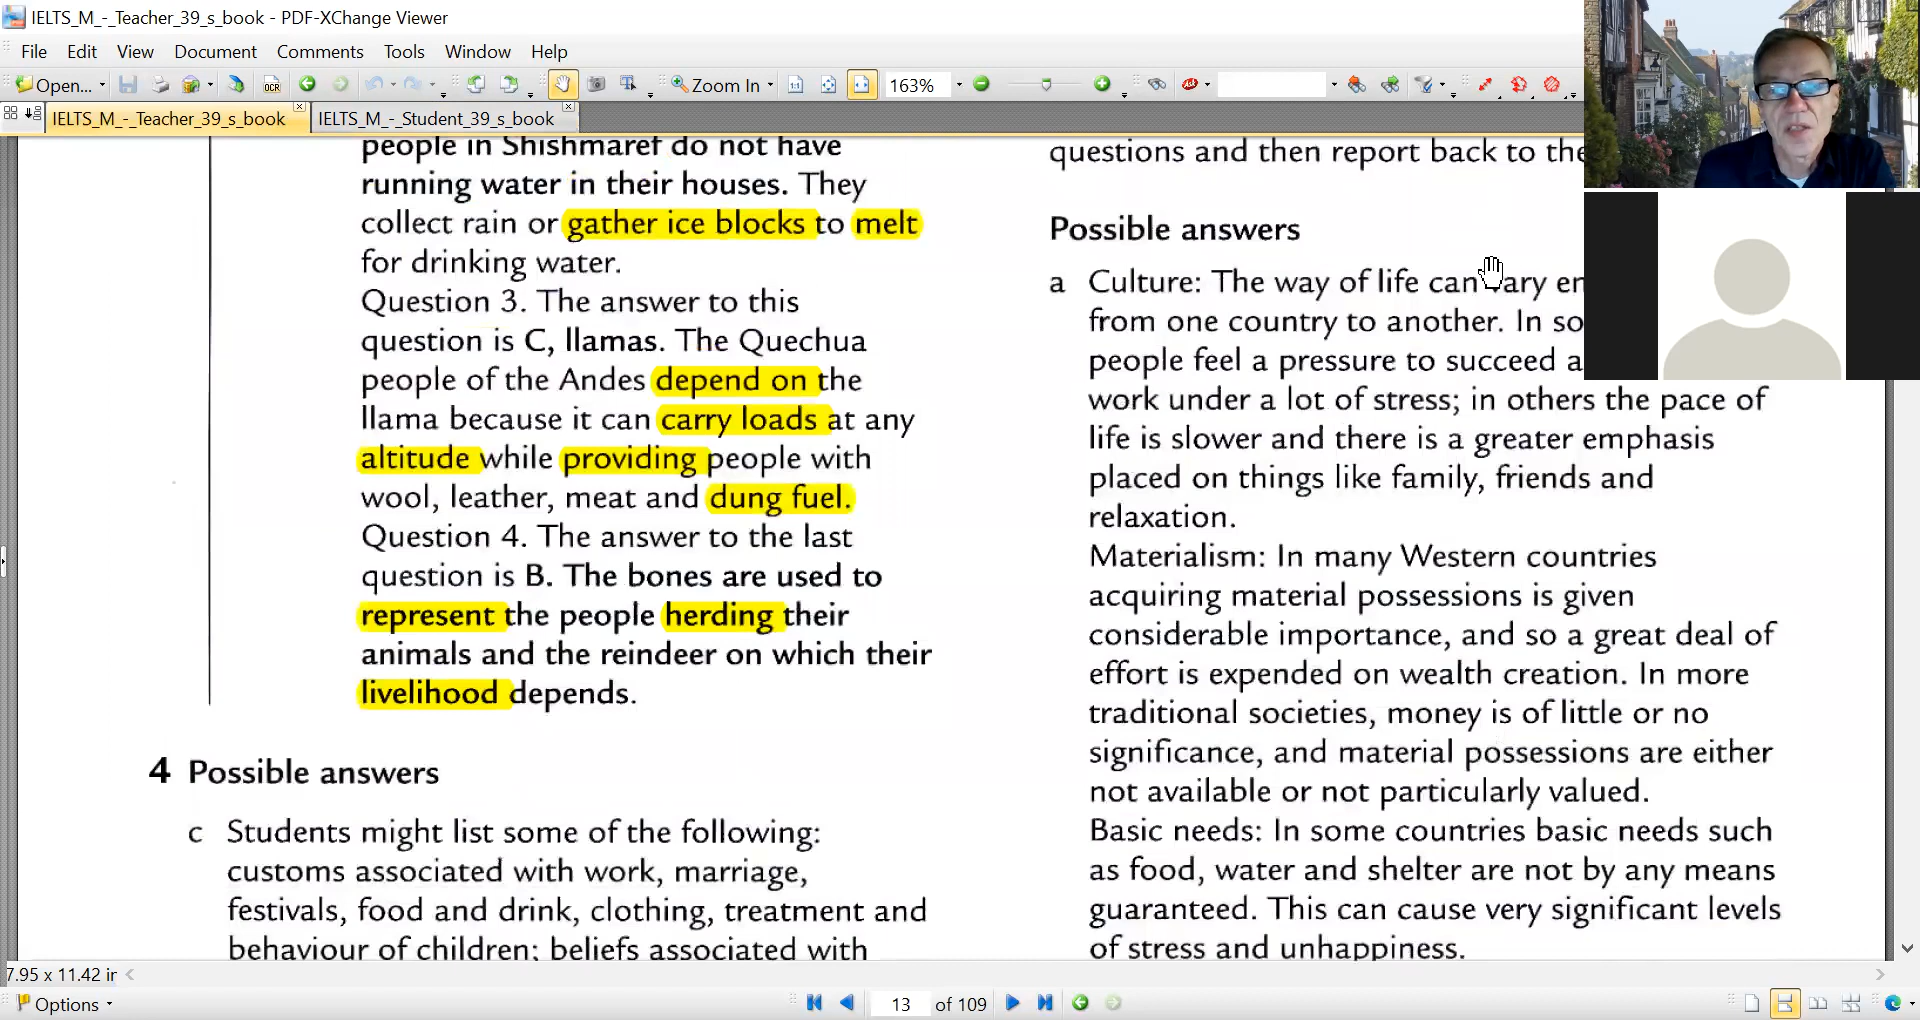 IELTS_M_-_Teacher_39_s_book - PDF-XChange Viewer
File Edit View Document Comments Tools Window Help
Open... OCR Zoom In 163%
IELTS_M_-_Teacher_39_s_book IELTS_M_-_Student_39_s_book
people in Shishmaref do not have
running water in their houses. They
collect rain or gather ice blocks to melt
for drinking water.
Question 3. The answer to this
question is C, llamas. The Quechua
people of the Andes depend on the
llama because it can carry loads at any
altitude while providing people with
wool, leather, meat and dung fuel.
Question 4. The answer to the last
question is B. The bones are used to
represent the people herding their
animals and the reindeer on which their
livelihood depends.
4 Possible answers
c Students might list some of the following:
customs associated with work, marriage,
festivals, food and drink, clothing, treatment and
behaviour of children; beliefs associated with
questions and then report back to the
Possible answers
a Culture: The way of life can vary en
from one country to another. In so
people feel a pressure to succeed a
work under a lot of stress; in others the pace of
life is slower and there is a greater emphasis
placed on things like family, friends and
relaxation.
Materialism: In many Western countries
acquiring material possessions is given
considerable importance, and so a great deal of
effort is expended on wealth creation. In more
traditional societies, money is of little or no
significance, and material possessions are either
not available or not particularly valued.
Basic needs: In some countries basic needs such
as food, water and shelter are not by any means
guaranteed. This can cause very significant levels
of stress and unhappiness.
7.95 x 11.42 in
Options 13 of 109